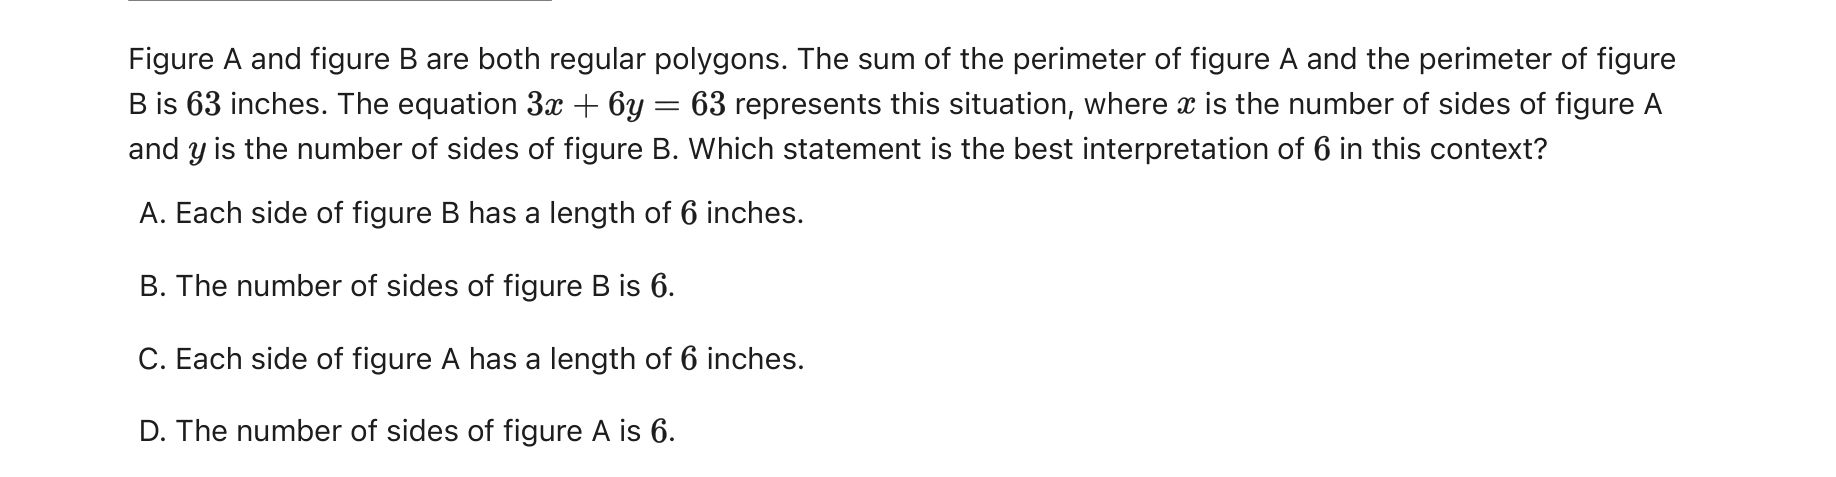 Figure A and figure B are both regular polygons. The sum of the perimeter of figure A and the perimeter of figure
B is 63 inches. The equation 3x + 6y = 63 represents this situation, where x is the number of sides of figure A
and y is the number of sides of figure B. Which statement is the best interpretation of 6 in this context?
A. Each side of figure B has a length of 6 inches.
B. The number of sides of figure B is 6.
C. Each side of figure A has a length of 6 inches.
D. The number of sides of figure A is 6.